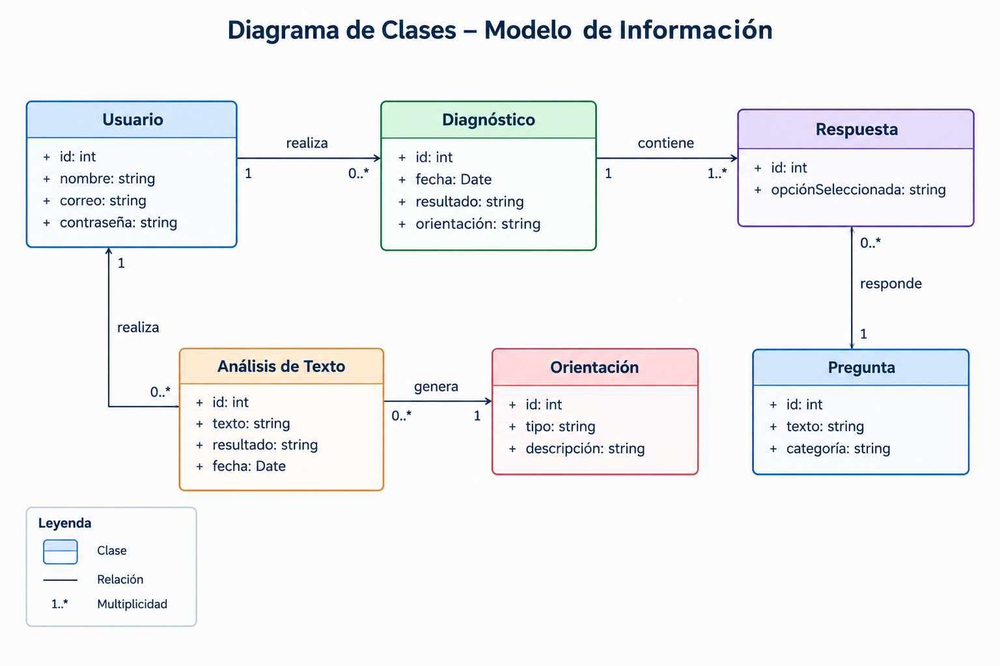 Diagrama de Clases – Modelo de Información
Usuario
+ id: int
+ nombre: string
+ correo: string
+ contraseña: string
realiza
1
0..*
Diagnóstico
+ id: int
+ fecha: Date
+ resultado: string
+ orientación: string
contiene
1
1..*
Respuesta
+ id: int
+ opciónSeleccionada: string
0..*
responde
1
1
realiza
0..*
Análisis de Texto
+ id: int
+ texto: string
+ resultado: string
+ fecha: Date
genera
0..*
1
Orientación
+ id: int
+ tipo: string
+ descripción: string
Pregunta
+ id: int
+ texto: string
+ categoría: string
Leyenda
Clase
Relación
1..* Multiplicidad